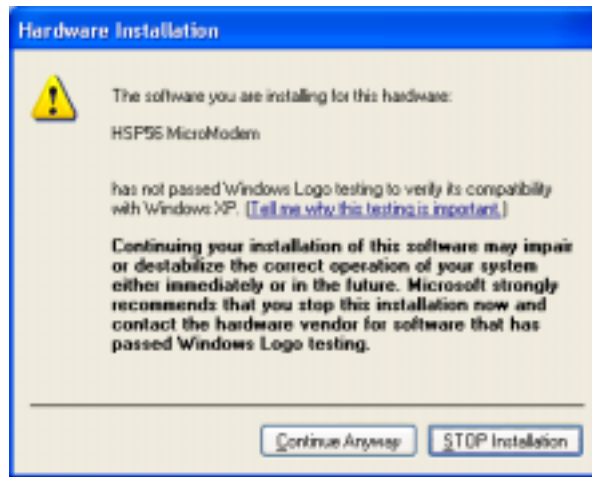 Hardware Installation
The software you are installing for this hardware:
HSP56 MicroModem
has not passed Windows Logo testing to verify its compatibility
with Windows XP. (Tell me why this testing is important.)
Continuing your installation of this software may impair
or destabilize the correct operation of your system
either immediately or in the future. Microsoft strongly
recommends that you stop this installation now and
contact the hardware vendor for software that has
passed Windows Logo testing.
Continue Anyway STOP Installation